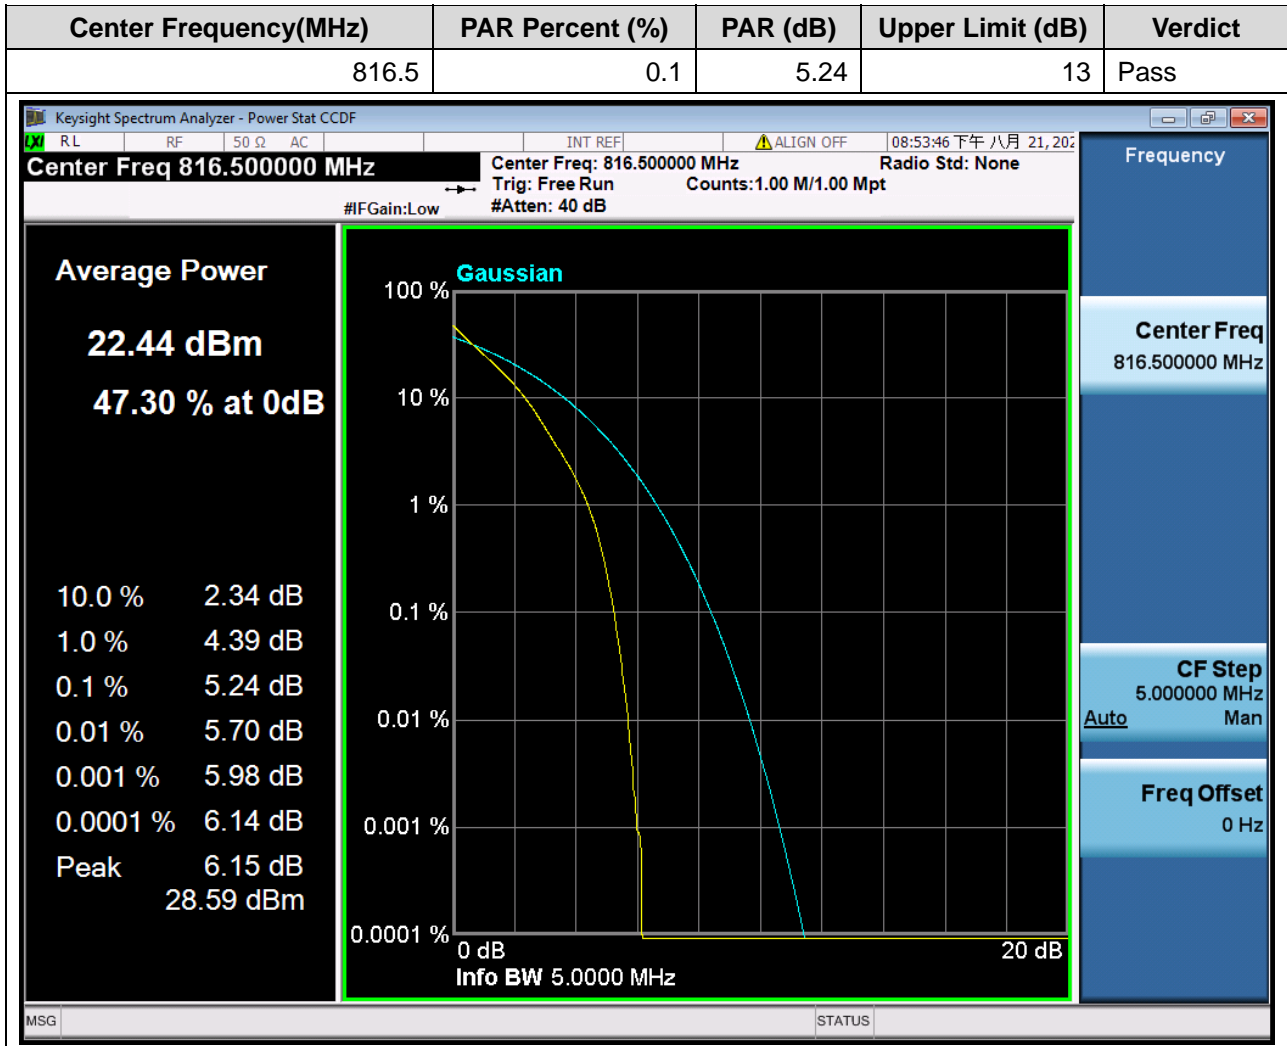 Center Frequency(MHz) PAR Percent (%) PAR (dB) Upper Limit (dB) Verdict
816.5 0.1 5.24 13 Pass
Keysight Spectrum Analyzer - Power Stat CCDF
LXI RL RF 50 Ω AC INT REF ALIGN OFF 08:53:46 下午 八月 21, 202
Center Freq 816.500000 MHz
Center Freq: 816.500000 MHz Radio Std: None
Trig: Free Run Counts:1.00 M/1.00 Mpt
#IFGain:Low #Atten: 40 dB
Average Power
22.44 dBm
47.30 % at 0dB
10.0 % 2.34 dB
1.0 % 4.39 dB
0.1 % 5.24 dB
0.01 % 5.70 dB
0.001 % 5.98 dB
0.0001 % 6.14 dB
Peak 6.15 dB
28.59 dBm
Gaussian
100 %
10 %
1 %
0.1 %
0.01 %
0.001 %
0.0001 %
0 dB 20 dB
Info BW 5.0000 MHz
Frequency
Center Freq
816.500000 MHz
CF Step
5.000000 MHz
Auto Man
Freq Offset
0 Hz
MSG STATUS